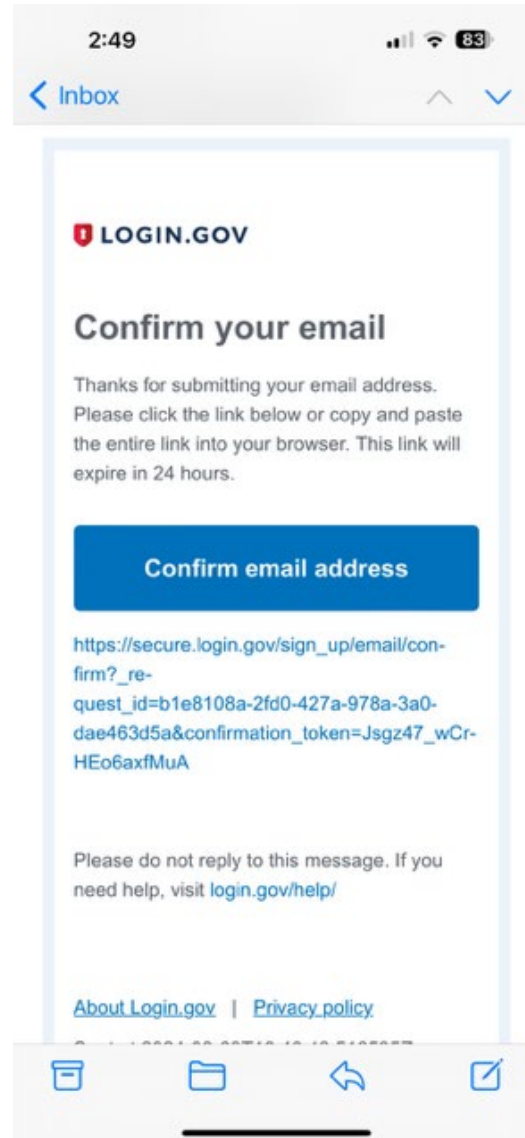 2:49
83
Inbox
LOGIN.GOV
Confirm your email
Thanks for submitting your email address.
Please click the link below or copy and paste
the entire link into your browser. This link will
expire in 24 hours.
Confirm email address
https://secure.login.gov/sign_up/email/con-
firm?_re-
quest_id=b1e8108a-2fd0-427a-978a-3a0-
dae463d5a&confirmation_token=Jsgz47_wCr-
HEo6axfMuA
Please do not reply to this message. If you
need help, visit login.gov/help/
About Login.gov | Privacy policy